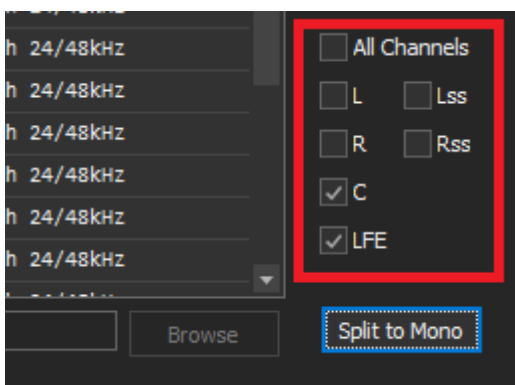 h 24/48kHz
h 24/48kHz
h 24/48kHz
h 24/48kHz
h 24/48kHz
h 24/48kHz
All Channels
L Lss
R Rss
C
LFE
Browse
Split to Mono